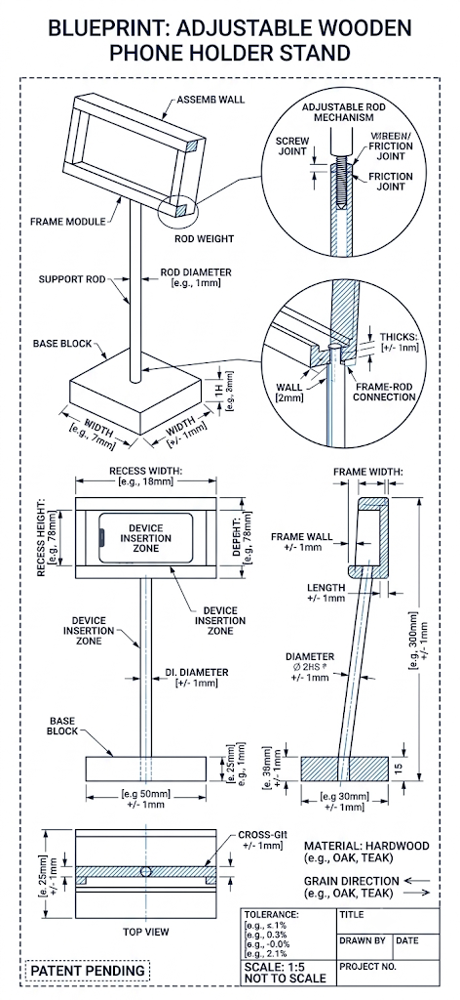 BLUEPRINT: ADJUSTABLE WOODEN
PHONE HOLDER STAND
ASSEMB WALL
FRAME MODULE
ROD WEIGHT
SUPPORT ROD
ROD DIAMETER
[e.g., 1mm]
BASE BLOCK
WIDTH
[e.g., 7mm]
WIDTH
[+/- 1mm]
1H
ADJUSTABLE ROD
MECHANISM
SCREW
JOINT
FRICTION
JOINT
FRICTION
JOINT
THICKS:
[+/- 1mm]
WALL
[2mm]
FRAME-ROD
CONNECTION
RECESS WIDTH:
[e.g., 18mm]
RECESS HEIGHT:
[e.g., 78mm]
DEVICE
INSERTION
ZONE
[e.g., 78mm]
DEVICE
INSERTION
ZONE
DEVICE
INSERTION
ZONE
DI. DIAMETER
[+/- 1mm]
BASE
BLOCK
[e. 25mm]
e.g., 1mm]
[e.g 50mm]
+/- 1mm
FRAME WIDTH:
FRAME WALL
+/- 1mm
LENGTH
+/- 1mm
[e.g., 300mm]
+/- 1mm
DIAMETER
+/- 1mm
+/- 1mm
15
[e.g 30mm]
+/- 1mm
[e. 25mm]
+/- 1mm
+/- 1mm]
TOP VIEW
MATERIAL: HARDWOOD
(e.g., OAK, TEAK)
GRAIN DIRECTION
(e.g., OAK, TEAK)
TOLERANCE:
[e.g., ≤ 1%
[e.g., 0.3%
-0.0%
[e.g., 2.1%
SCALE: 1:5
NOT TO SCALE
TITLE
DRAWN BY
DATE
PROJECT NO.
PATENT PENDING